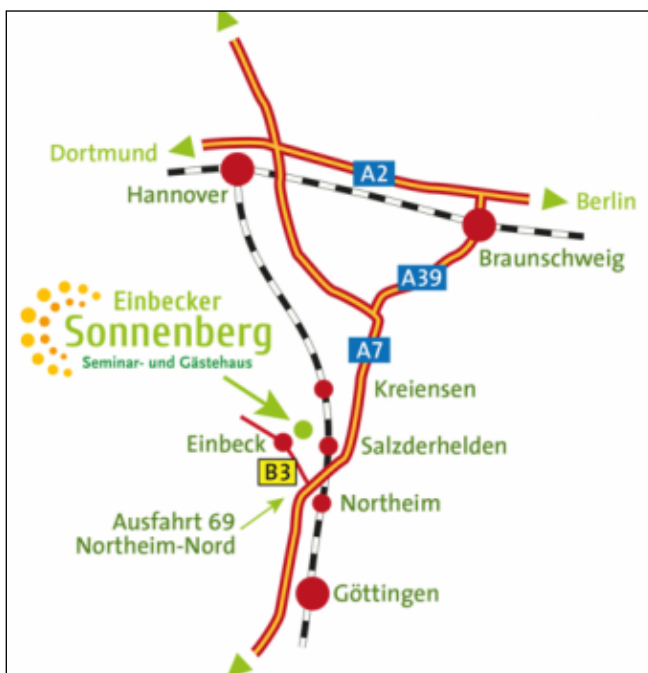 Dortmund
Hannover
A2
Berlin
Braunschweig
A39
Einbecker
Sonnenberg
Seminar- und Gästehaus
A7
Kreiensen
Einbeck
Salzderhelden
B3
Northeim
Ausfahrt 69
Northeim-Nord
Göttingen